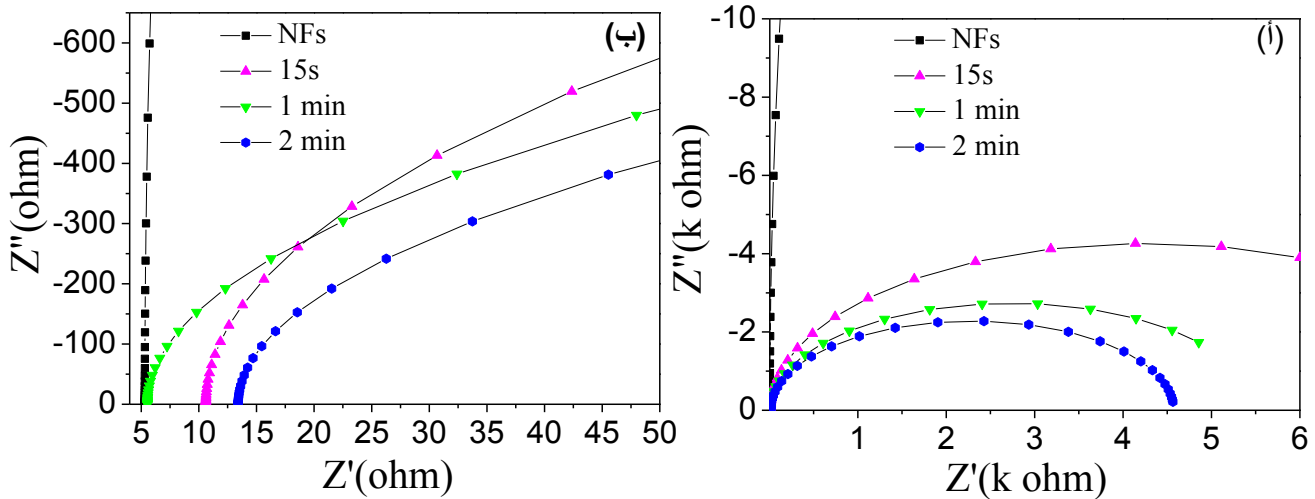 (ب)
NFs
15s
1 min
2 min
Z''(ohm)
-600
-500
-400
-300
-200
-100
0
5 10 15 20 25 30 35 40 45 50
Z'(ohm)
(أ)
NFs
15s
1 min
2 min
Z''(k ohm)
-10
-8
-6
-4
-2
0
1 2 3 4 5 6
Z'(k ohm)